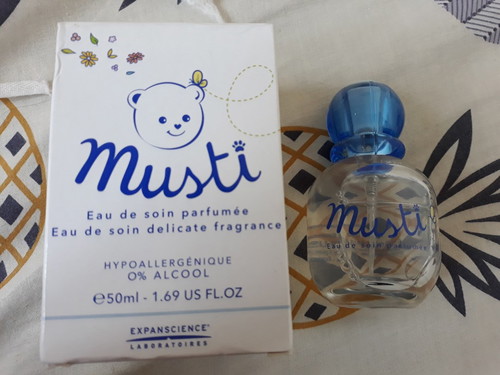 musti
Eau de soin parfumée
Eau de soin delicate fragrance
HYPOALLERGÉNIQUE
0% ALCOOL
℮50ml - 1.69 US FL.OZ
EXPANSCIENCE®
LABORATOIRES
musti
Eau de soin parfumée